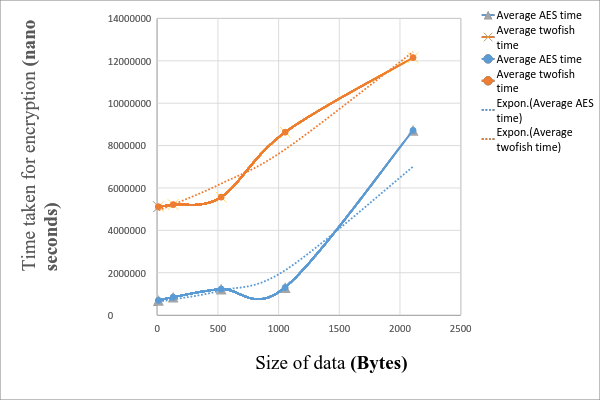 Time taken for encryption (nano
seconds)
14000000
12000000
10000000
8000000
6000000
4000000
2000000
0
0
500
1000
1500
2000
2500
Size of data (Bytes)
Average AES time
Average twofish
time
Average AES time
Average twofish
time
Expon.(Average AES
time)
Expon.(Average
twofish time)